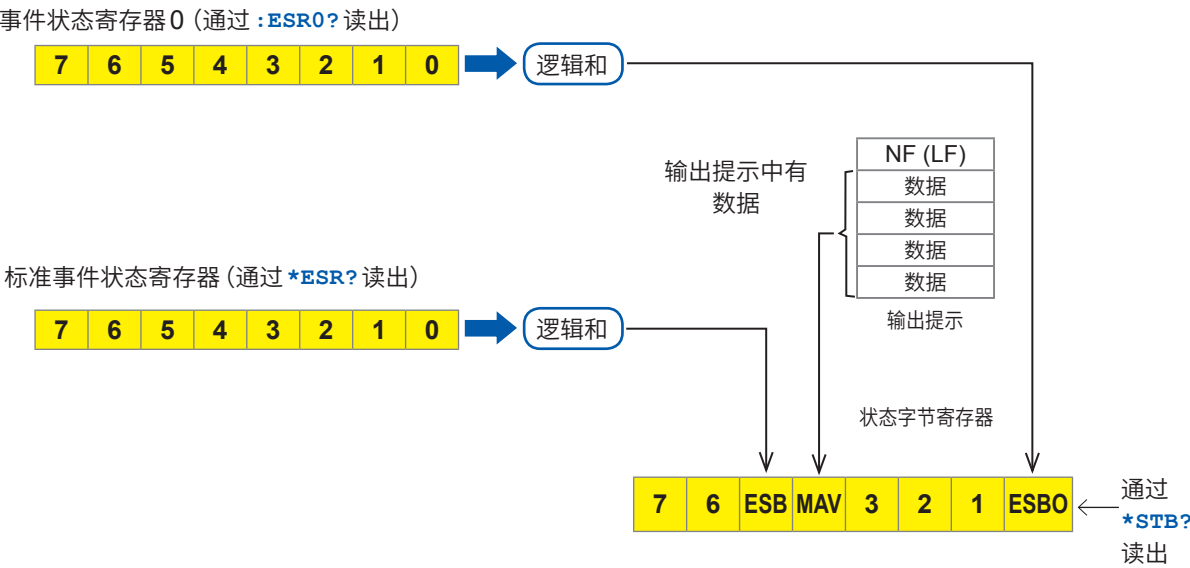 事件状态寄存器0（通过:ESR0?读出）
7 6 5 4 3 2 1 0
逻辑和
输出提示中有
数据
NF (LF)
数据
数据
数据
数据
输出提示
标准事件状态寄存器（通过*ESR?读出）
7 6 5 4 3 2 1 0
逻辑和
状态字节寄存器
7 6 ESB MAV 3 2 1 ESBO
通过
*STB?
读出